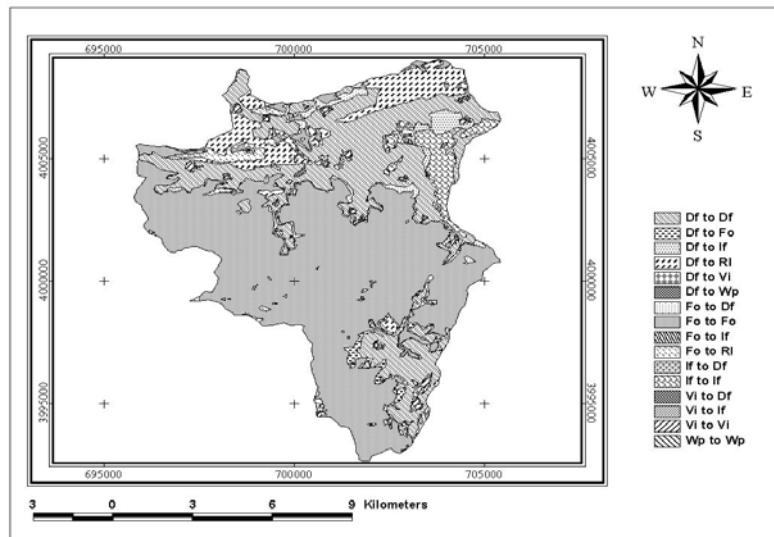 695000 700000 705000
N
W E
S
4005000 4005000
4000000 4000000
3995000 3995000
695000 700000 705000
Df to Df
Df to Fo
Df to If
Df to Rl
Df to Vi
Df to Wp
Fo to Df
Fo to Fo
Fo to If
Fo to Rl
If to Df
If to If
Vi to Df
Vi to If
Vi to Vi
Wp to Wp
3 0 3 6 9 Kilometers